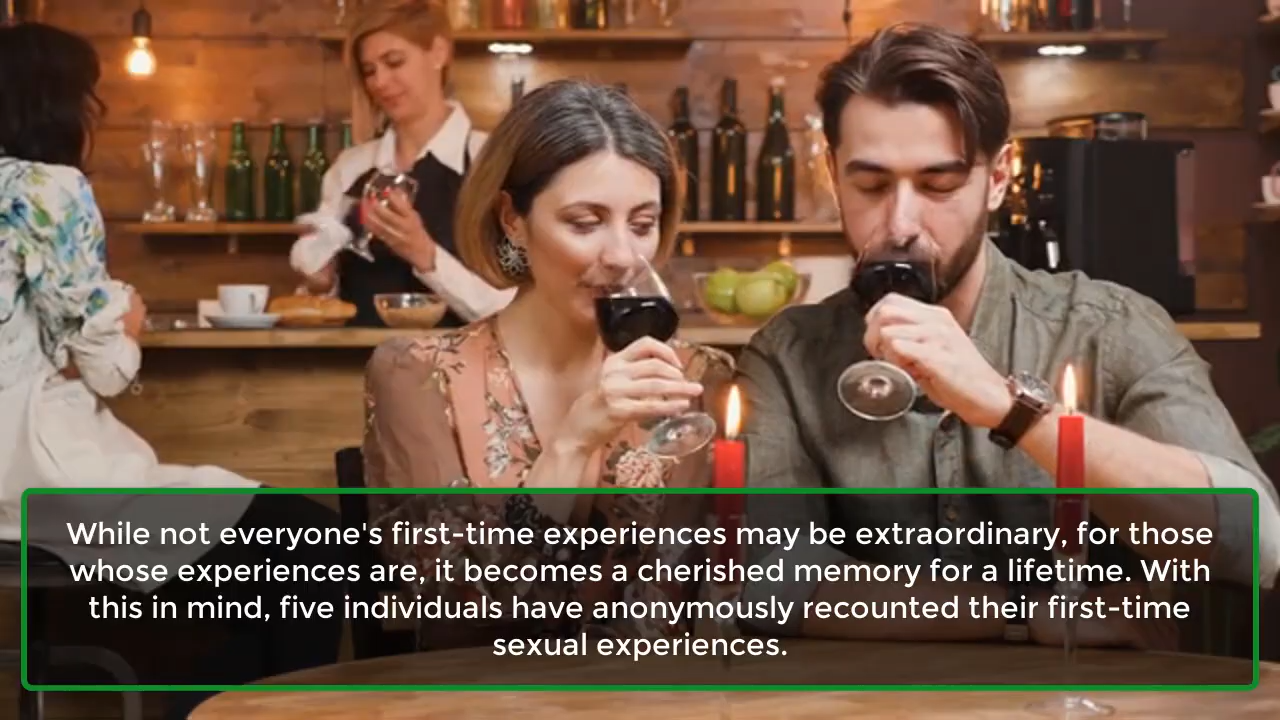 While not everyone's first-time experiences may be extraordinary, for those
whose experiences are, it becomes a cherished memory for a lifetime. With
this in mind, five individuals have anonymously recounted their first-time
sexual experiences.